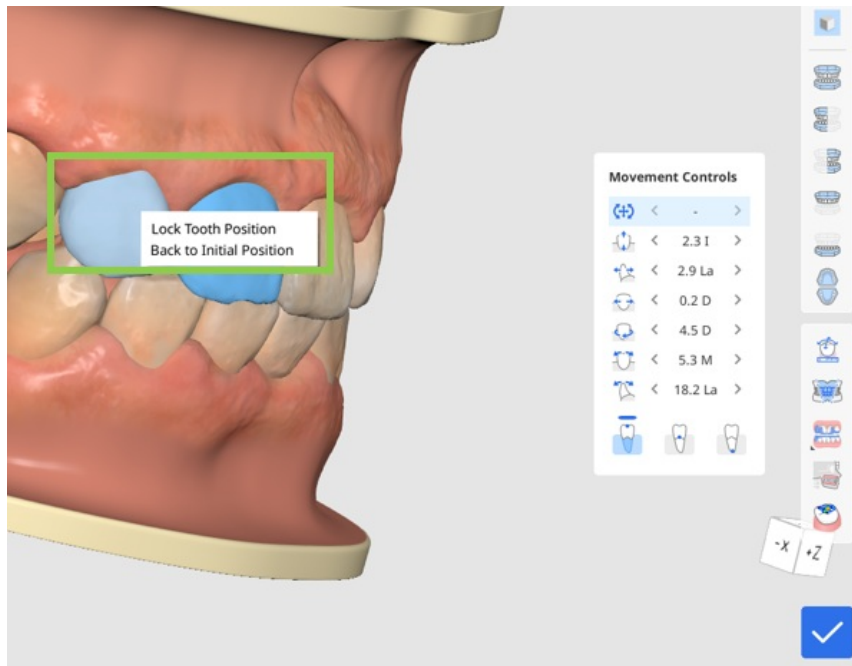 Lock Tooth Position
Back to Initial Position
Movement Controls
-
2.3 I
2.9 La
0.2 D
4.5 D
5.3 M
18.2 La
-X +Z